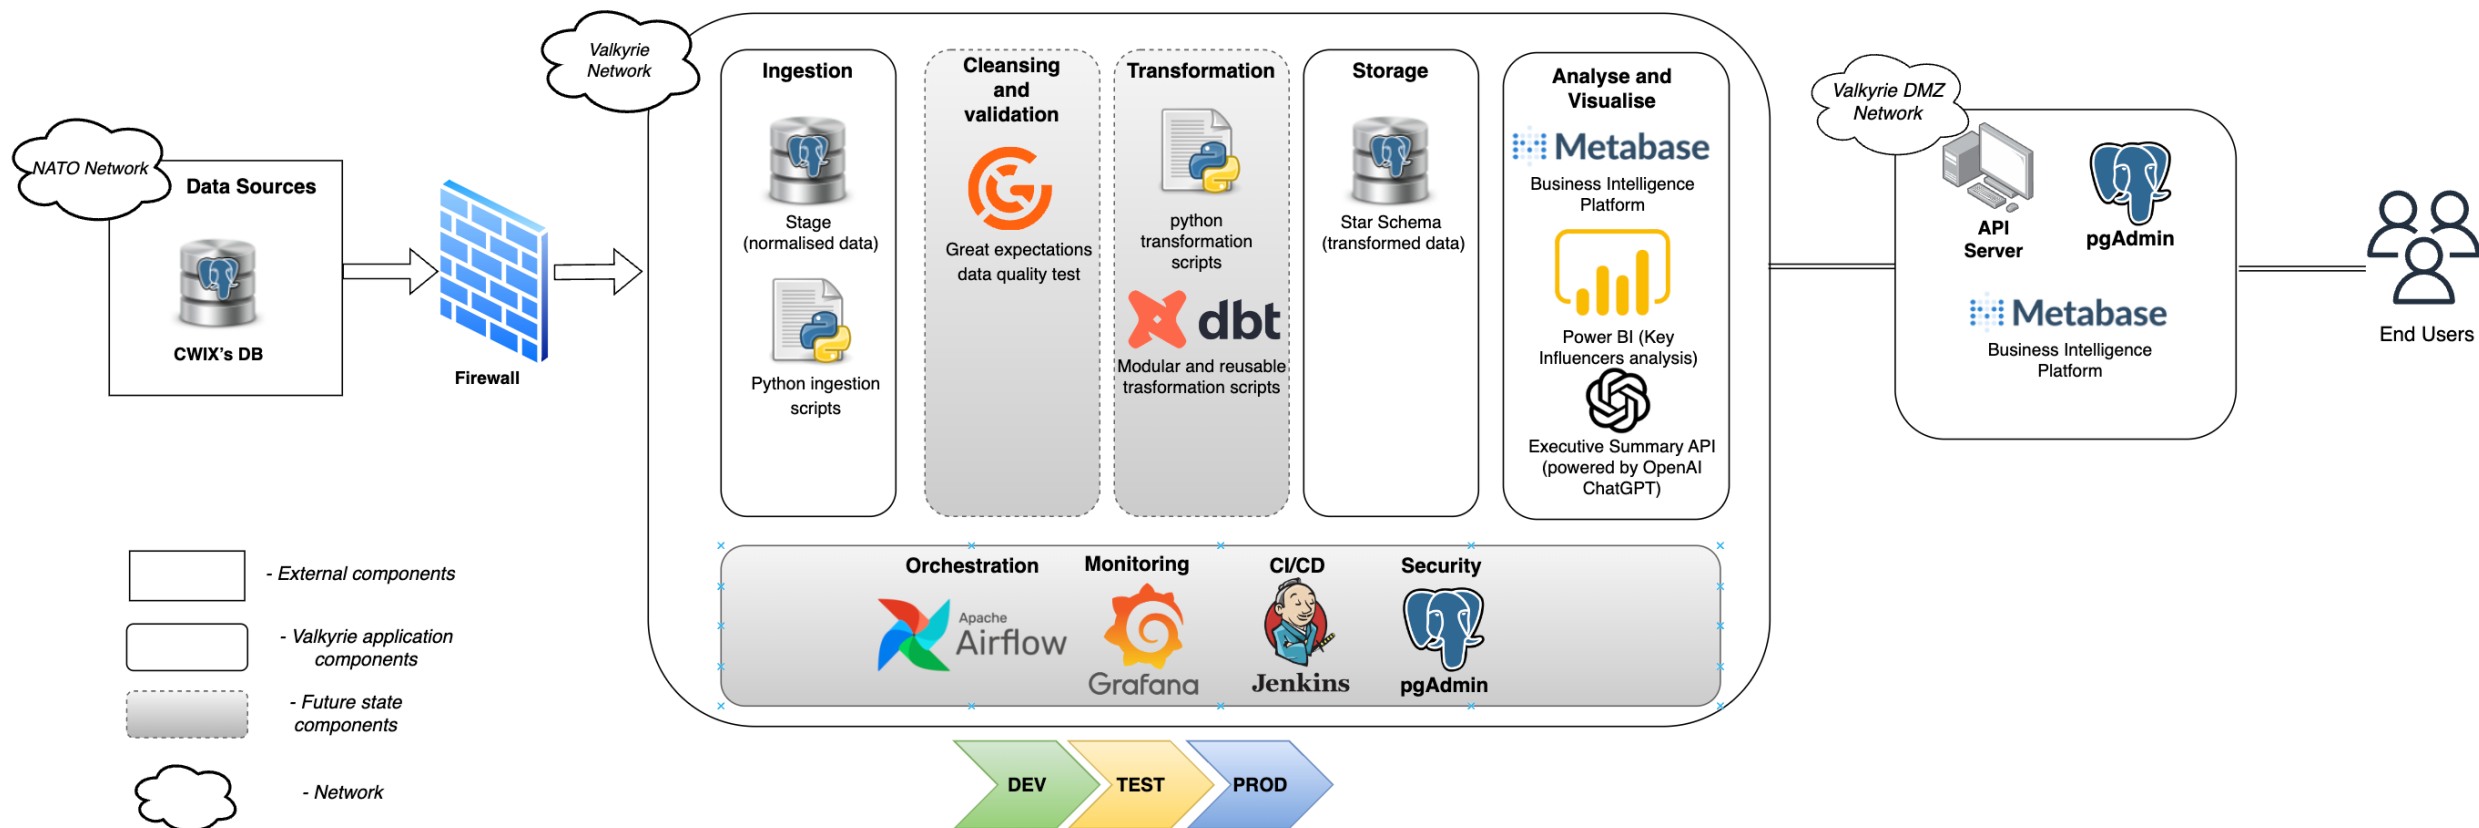 NATO Network
Data Sources
CWIX's DB
Firewall
Valkyrie
Network
Ingestion
Stage
(normalised data)
Python ingestion
scripts
Cleansing
and
validation
Great expectations
data quality test
Transformation
python
transformation
scripts
dbt
Modular and reusable
trasformation scripts
Storage
Star Schema
(transformed data)
Analyse and
Visualise
Metabase
Business Intelligence
Platform
Power BI (Key
Influencers analysis)
Executive Summary API
(powered by OpenAI
ChatGPT)
Orchestration
Apache
Airflow
Monitoring
Grafana
CI/CD
Jenkins
Security
pgAdmin
Valkyrie DMZ
Network
API
Server
pgAdmin
Metabase
Business Intelligence
Platform
End Users
- External components
- Valkyrie application
components
- Future state
components
- Network
DEV
TEST
PROD